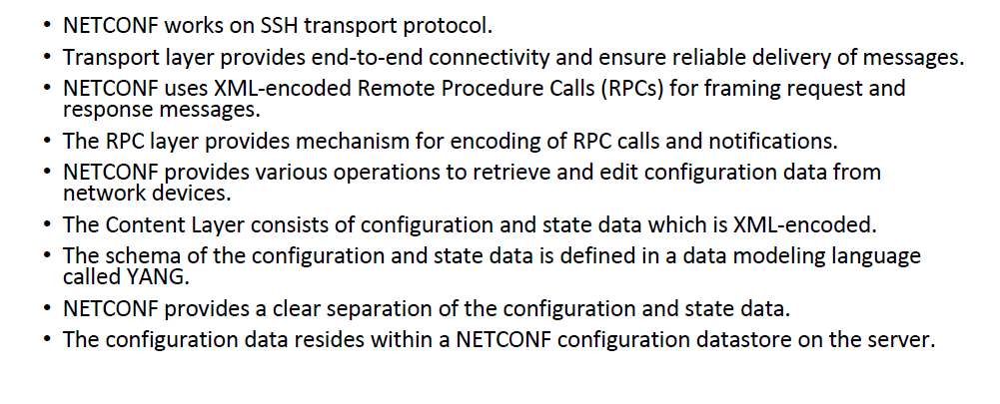 • NETCONF works on SSH transport protocol.
• Transport layer provides end-to-end connectivity and ensure reliable delivery of messages.
• NETCONF uses XML-encoded Remote Procedure Calls (RPCs) for framing request and
response messages.
• The RPC layer provides mechanism for encoding of RPC calls and notifications.
• NETCONF provides various operations to retrieve and edit configuration data from
network devices.
• The Content Layer consists of configuration and state data which is XML-encoded.
• The schema of the configuration and state data is defined in a data modeling language
called YANG.
• NETCONF provides a clear separation of the configuration and state data.
• The configuration data resides within a NETCONF configuration datastore on the server.